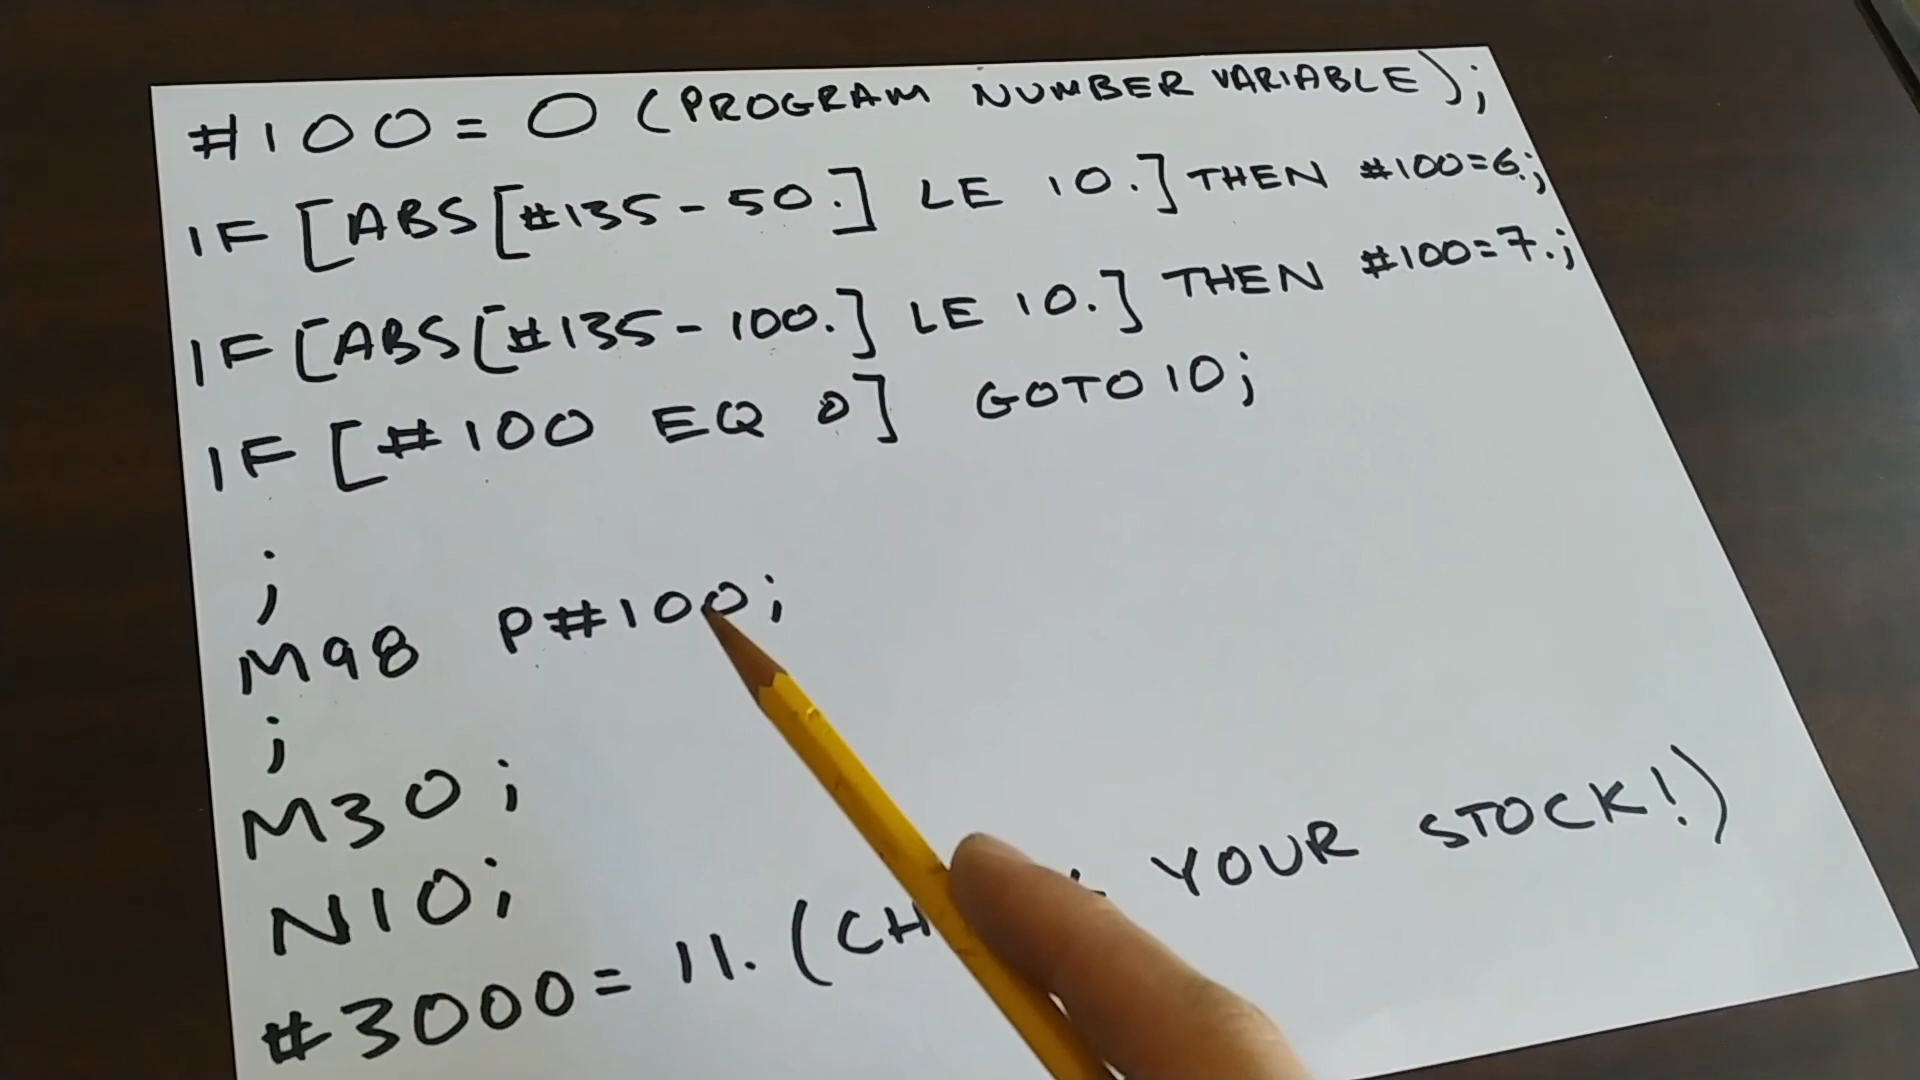 #100 = 0 (PROGRAM NUMBER VARIABLE);
IF [ABS[#135 - 50.] LE 10.] THEN #100=6.;
IF [ABS[#135 - 100.] LE 10.] THEN #100=7.;
IF [#100 EQ 0] GOTO10;
;
M98 P#100;
;
M30;
N10;
#3000 = 11. ( YOUR STOCK!)